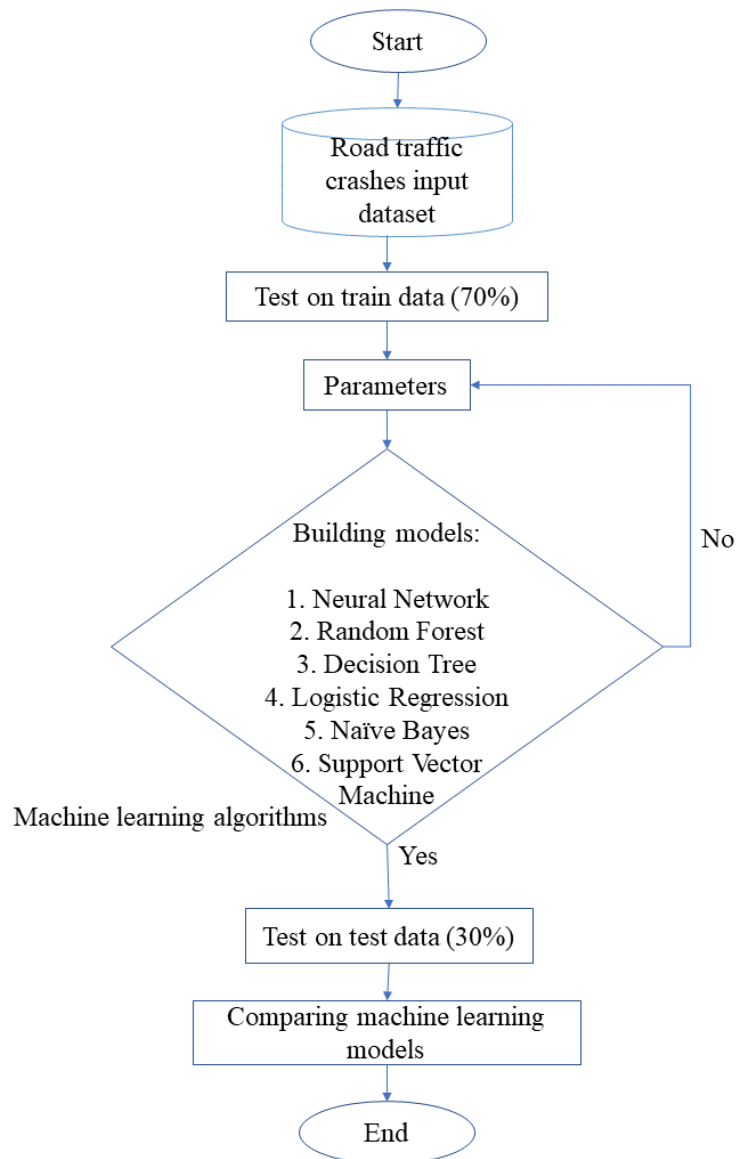 Start
Road traffic
crashes input
dataset
Test on train data (70%)
Parameters
Building models:
No
1. Neural Network
2. Random Forest
3. Decision Tree
4. Logistic Regression
5. Naïve Bayes
6. Support Vector
Machine
Machine learning algorithms
Yes
Test on test data (30%)
Comparing machine learning
models
End